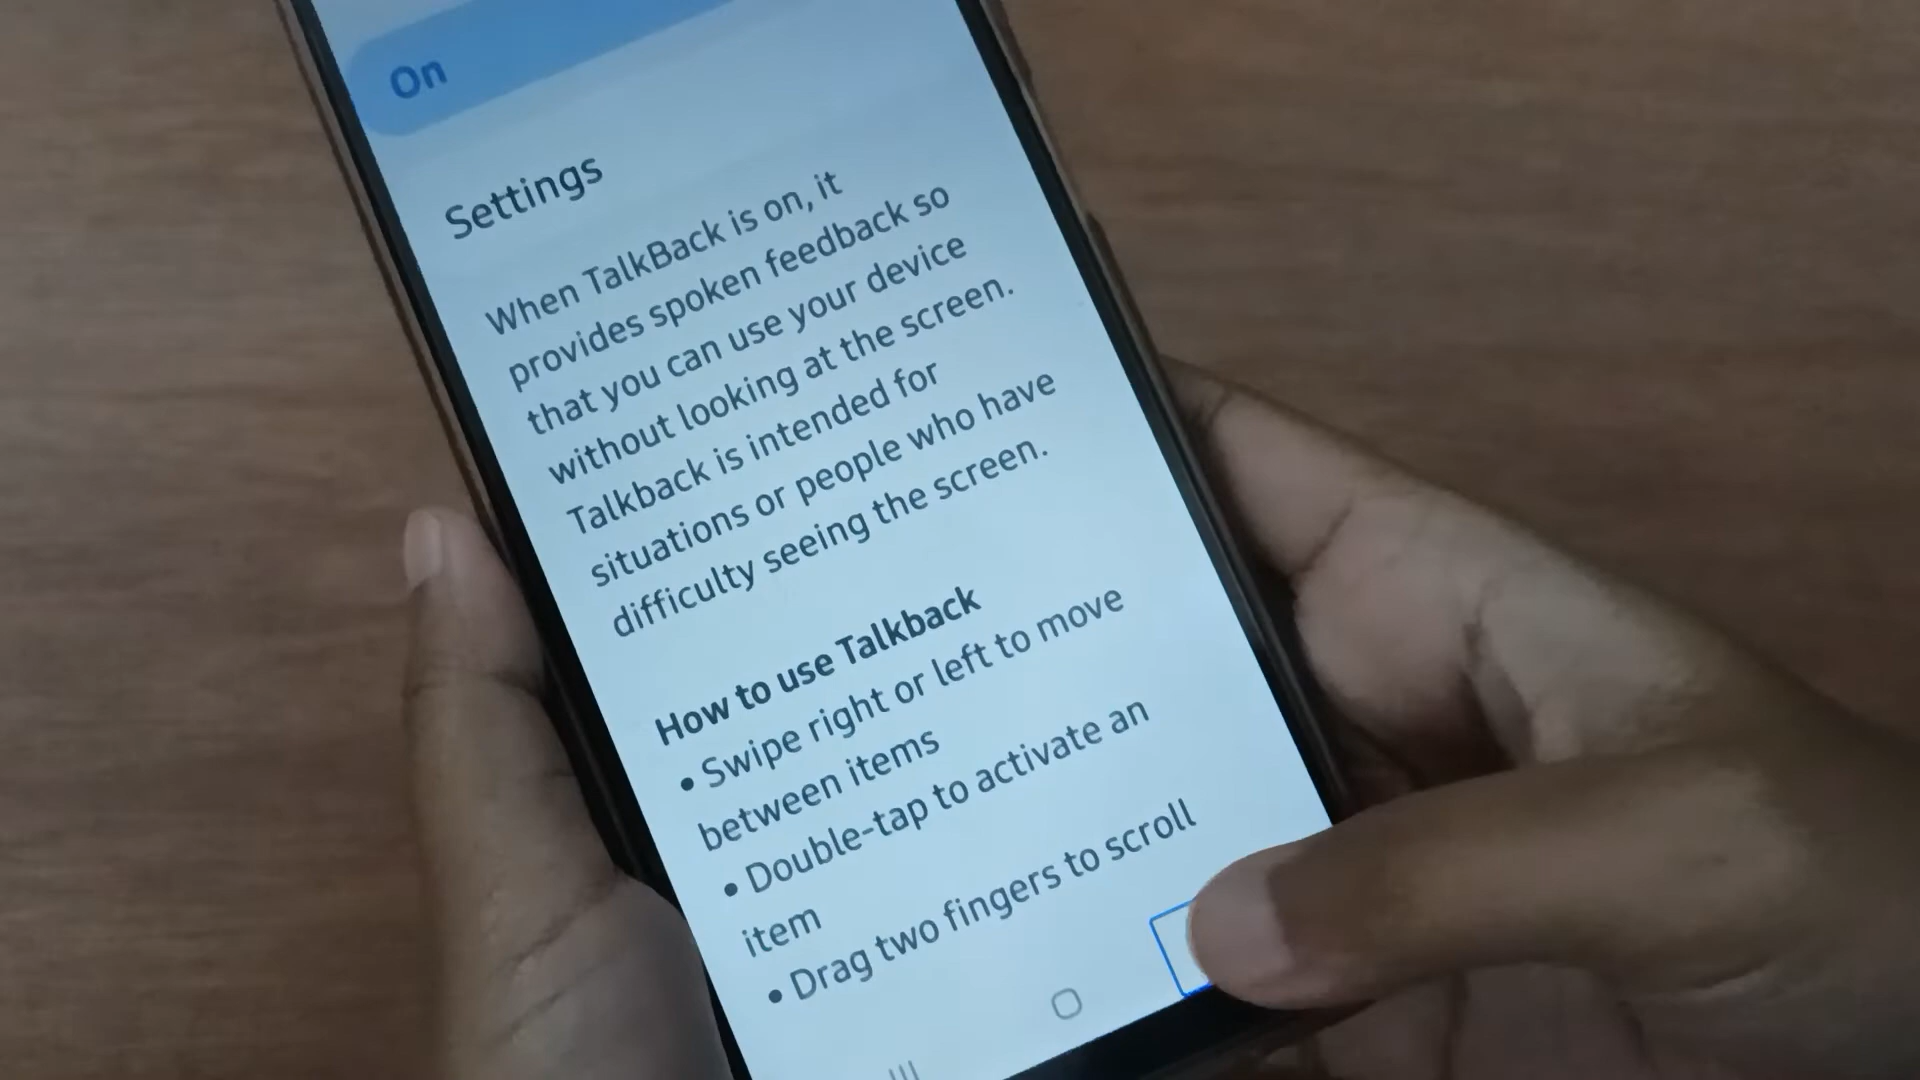 On
Settings
When TalkBack is on, it
provides spoken feedback so
that you can use your device
without looking at the screen.
Talkback is intended for
situations or people who have
difficulty seeing the screen.
How to use Talkback
• Swipe right or left to move
between items
• Double-tap to activate an
item
• Drag two fingers to scroll